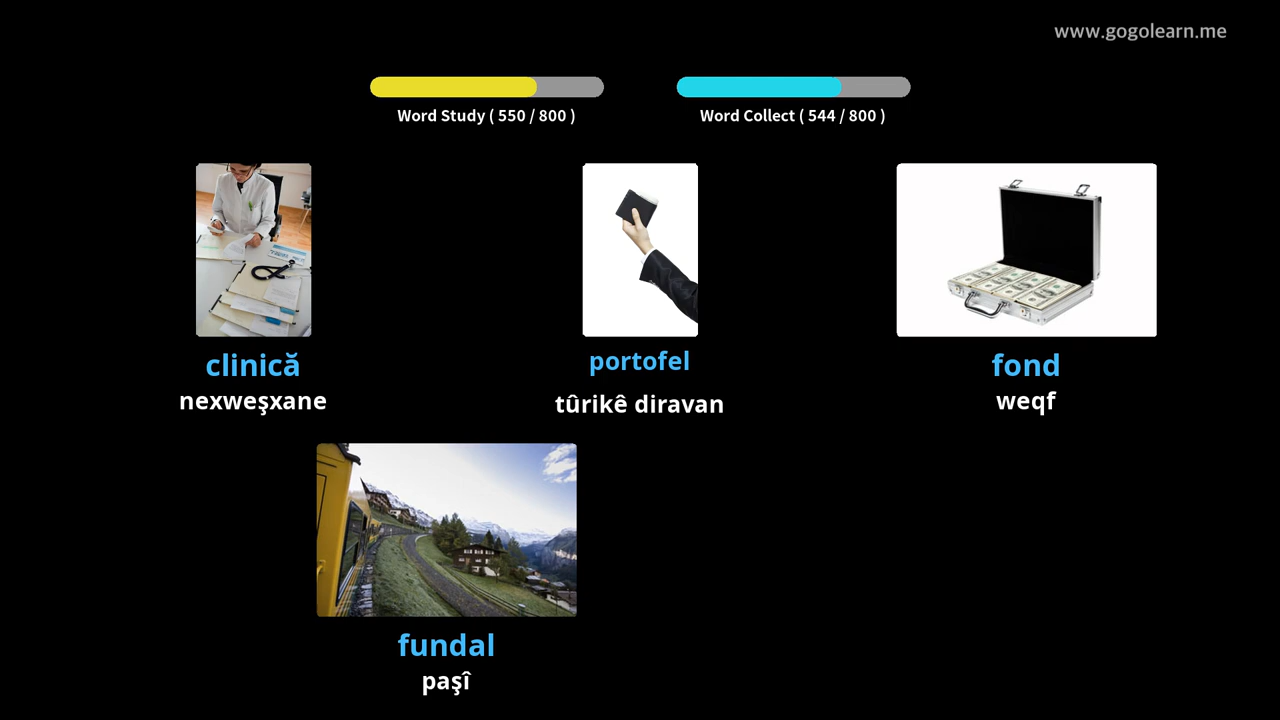 www.gogolearn.me
Word Study ( 550 / 800 )
Word Collect ( 544 / 800 )
clinică
nexweşxane
portofel
tûrikê diravan
fond
weqf
fundal
paşî